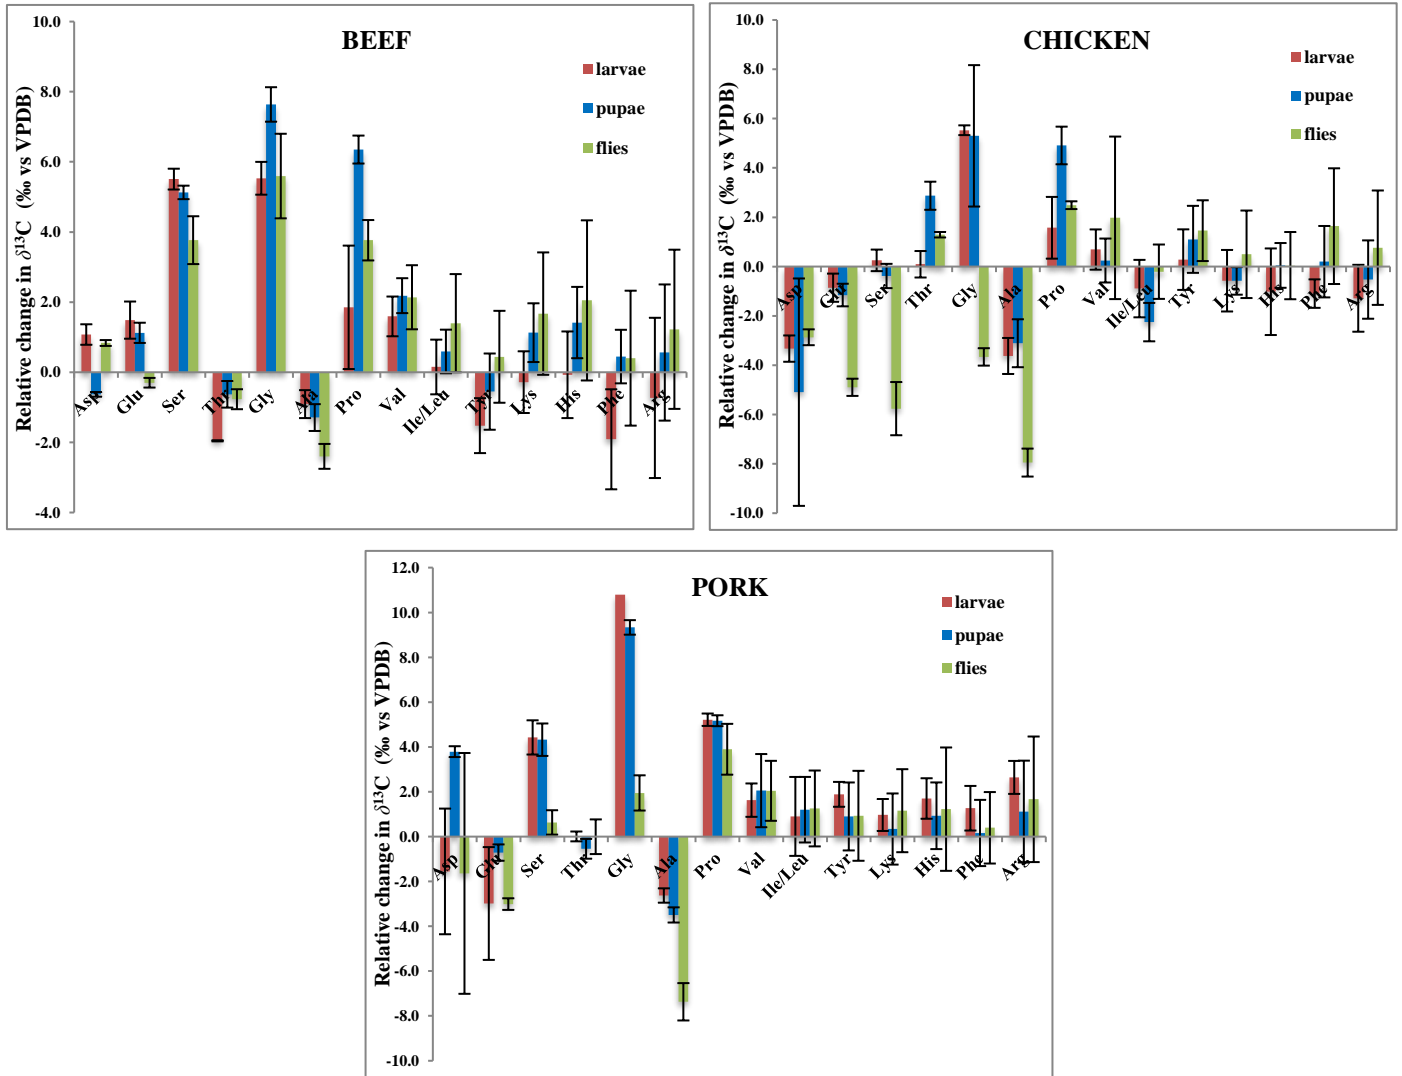 BEEF
larvae
pupae
flies
Relative change in δ¹³C (‰ vs VPDB)
10.0
8.0
6.0
4.0
2.0
0.0
-2.0
-4.0
Asp Glu Ser Thr Gly Ala Pro Val Ile/Leu Tyr Lys His Phe Arg
CHICKEN
larvae
pupae
flies
Relative change in δ¹³C (‰ vs VPDB)
10.0
8.0
6.0
4.0
2.0
0.0
-2.0
-4.0
-6.0
-8.0
-10.0
Asp Glu Ser Thr Gly Ala Pro Val Ile/Leu Tyr Lys His Phe Arg
PORK
larvae
pupae
flies
Relative change in δ¹³C (‰ vs VPDB)
12.0
10.0
8.0
6.0
4.0
2.0
0.0
-2.0
-4.0
-6.0
-8.0
-10.0
Asp Glu Ser Thr Gly Ala Pro Val Ile/Leu Tyr Lys His Phe Arg